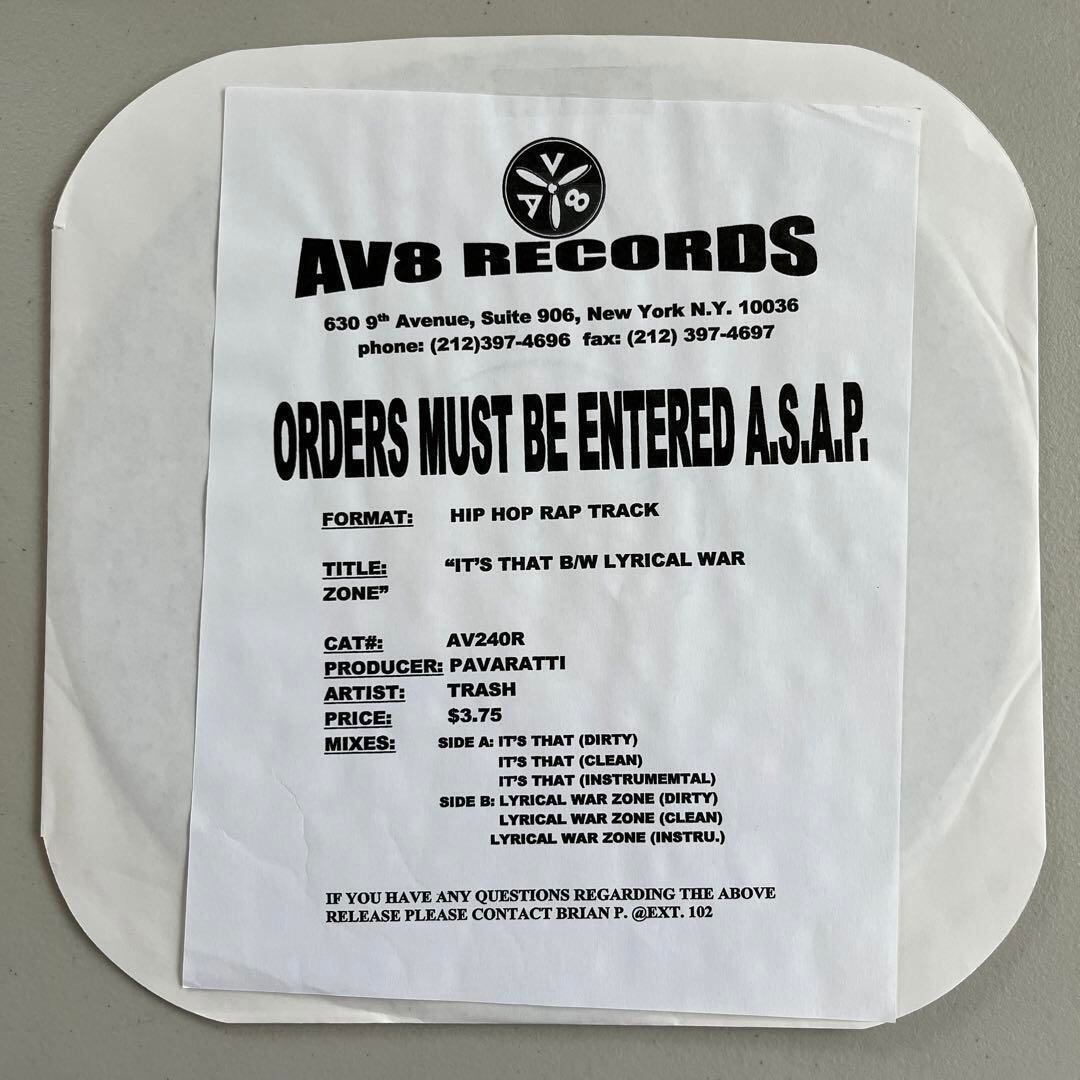 V
A 8
AV8 RECORDS
630 9th Avenue, Suite 906, New York N.Y. 10036
phone: (212)397-4696 fax: (212) 397-4697
ORDERS MUST BE ENTERED A.S.A.P.
FORMAT: HIP HOP RAP TRACK
TITLE: “IT’S THAT B/W LYRICAL WAR
ZONE”
CAT#: AV240R
PRODUCER: PAVARATTI
ARTIST: TRASH
PRICE: $3.75
MIXES: SIDE A: IT’S THAT (DIRTY)
IT’S THAT (CLEAN)
IT’S THAT (INSTRUMEMTAL)
SIDE B: LYRICAL WAR ZONE (DIRTY)
LYRICAL WAR ZONE (CLEAN)
LYRICAL WAR ZONE (INSTRU.)
IF YOU HAVE ANY QUESTIONS REGARDING THE ABOVE
RELEASE PLEASE CONTACT BRIAN P. @EXT. 102